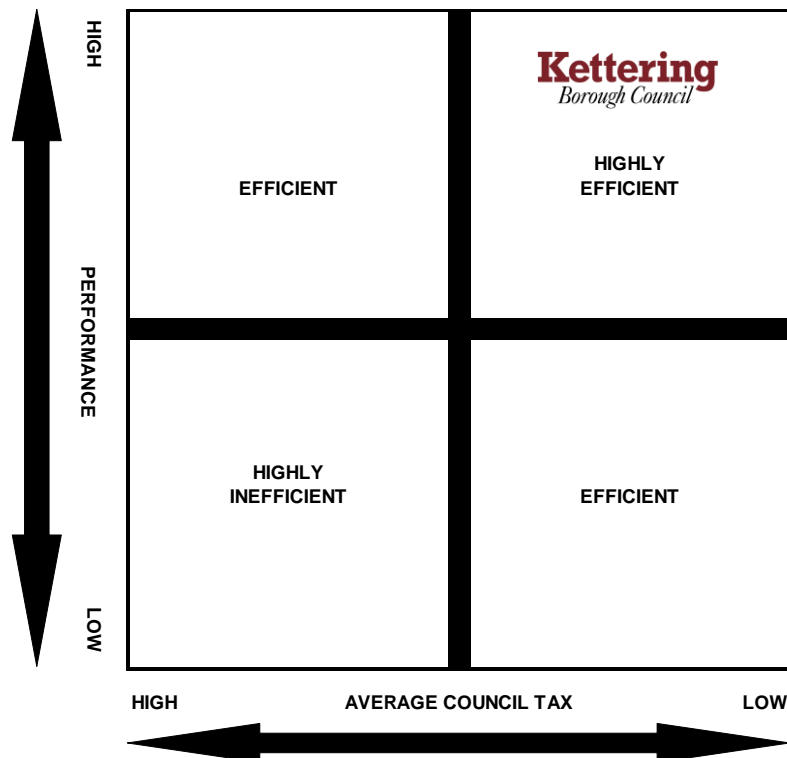 HIGH
Kettering
Borough Council
EFFICIENT
HIGHLY
EFFICIENT
PERFORMANCE
HIGHLY
INEFFICIENT
EFFICIENT
LOW
HIGH AVERAGE COUNCIL TAX LOW